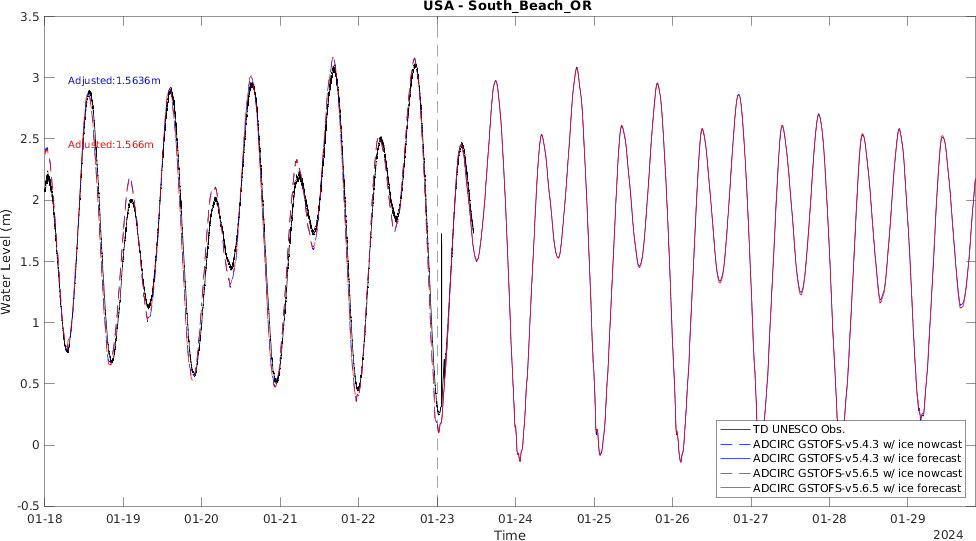 USA - South_Beach_OR
3.5
3
2.5
2
1.5
1
0.5
0
-0.5
Water Level (m)
Adjusted:1.5636m
Adjusted:1.566m
TD UNESCO Obs.
ADCIRC GSTOFS-v5.4.3 w/ ice nowcast
ADCIRC GSTOFS-v5.4.3 w/ ice forecast
ADCIRC GSTOFS-v5.6.5 w/ ice nowcast
ADCIRC GSTOFS-v5.6.5 w/ ice forecast
01-18 01-19 01-20 01-21 01-22 01-23 01-24 01-25 01-26 01-27 01-28 01-29
Time
2024